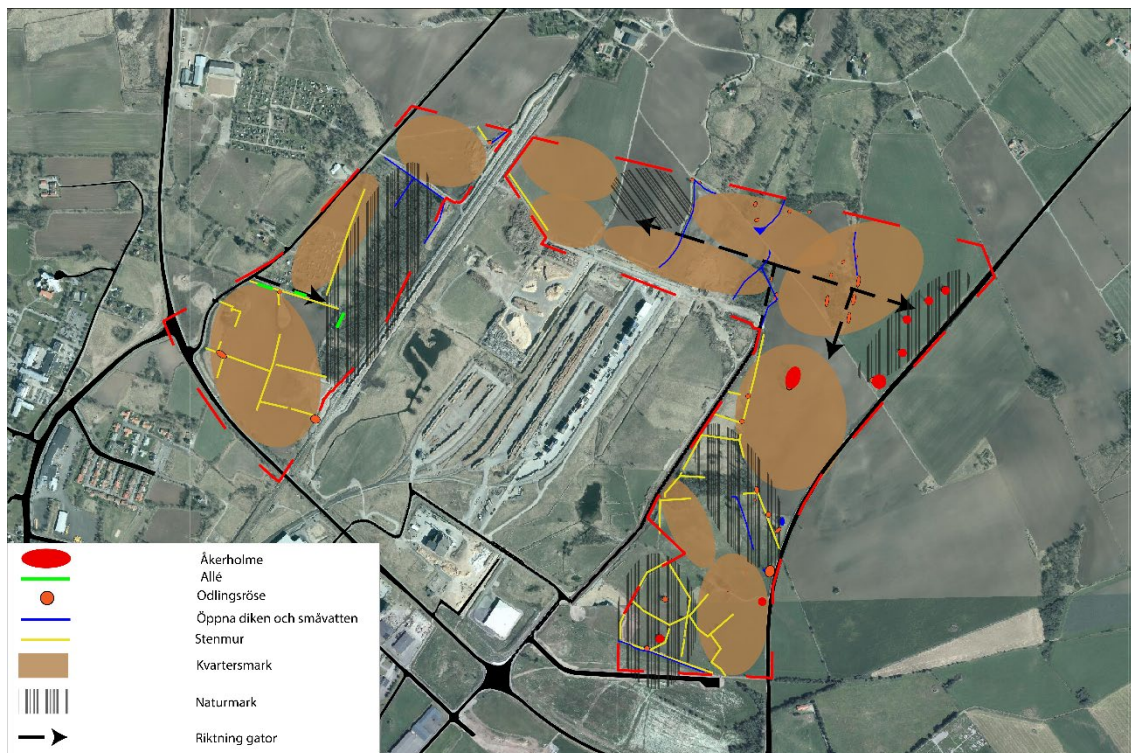 Åkerholme
Allé
Odlingsröse
Öppna diken och småvatten
Stenmur
Kvartersmark
Naturmark
Riktning gator